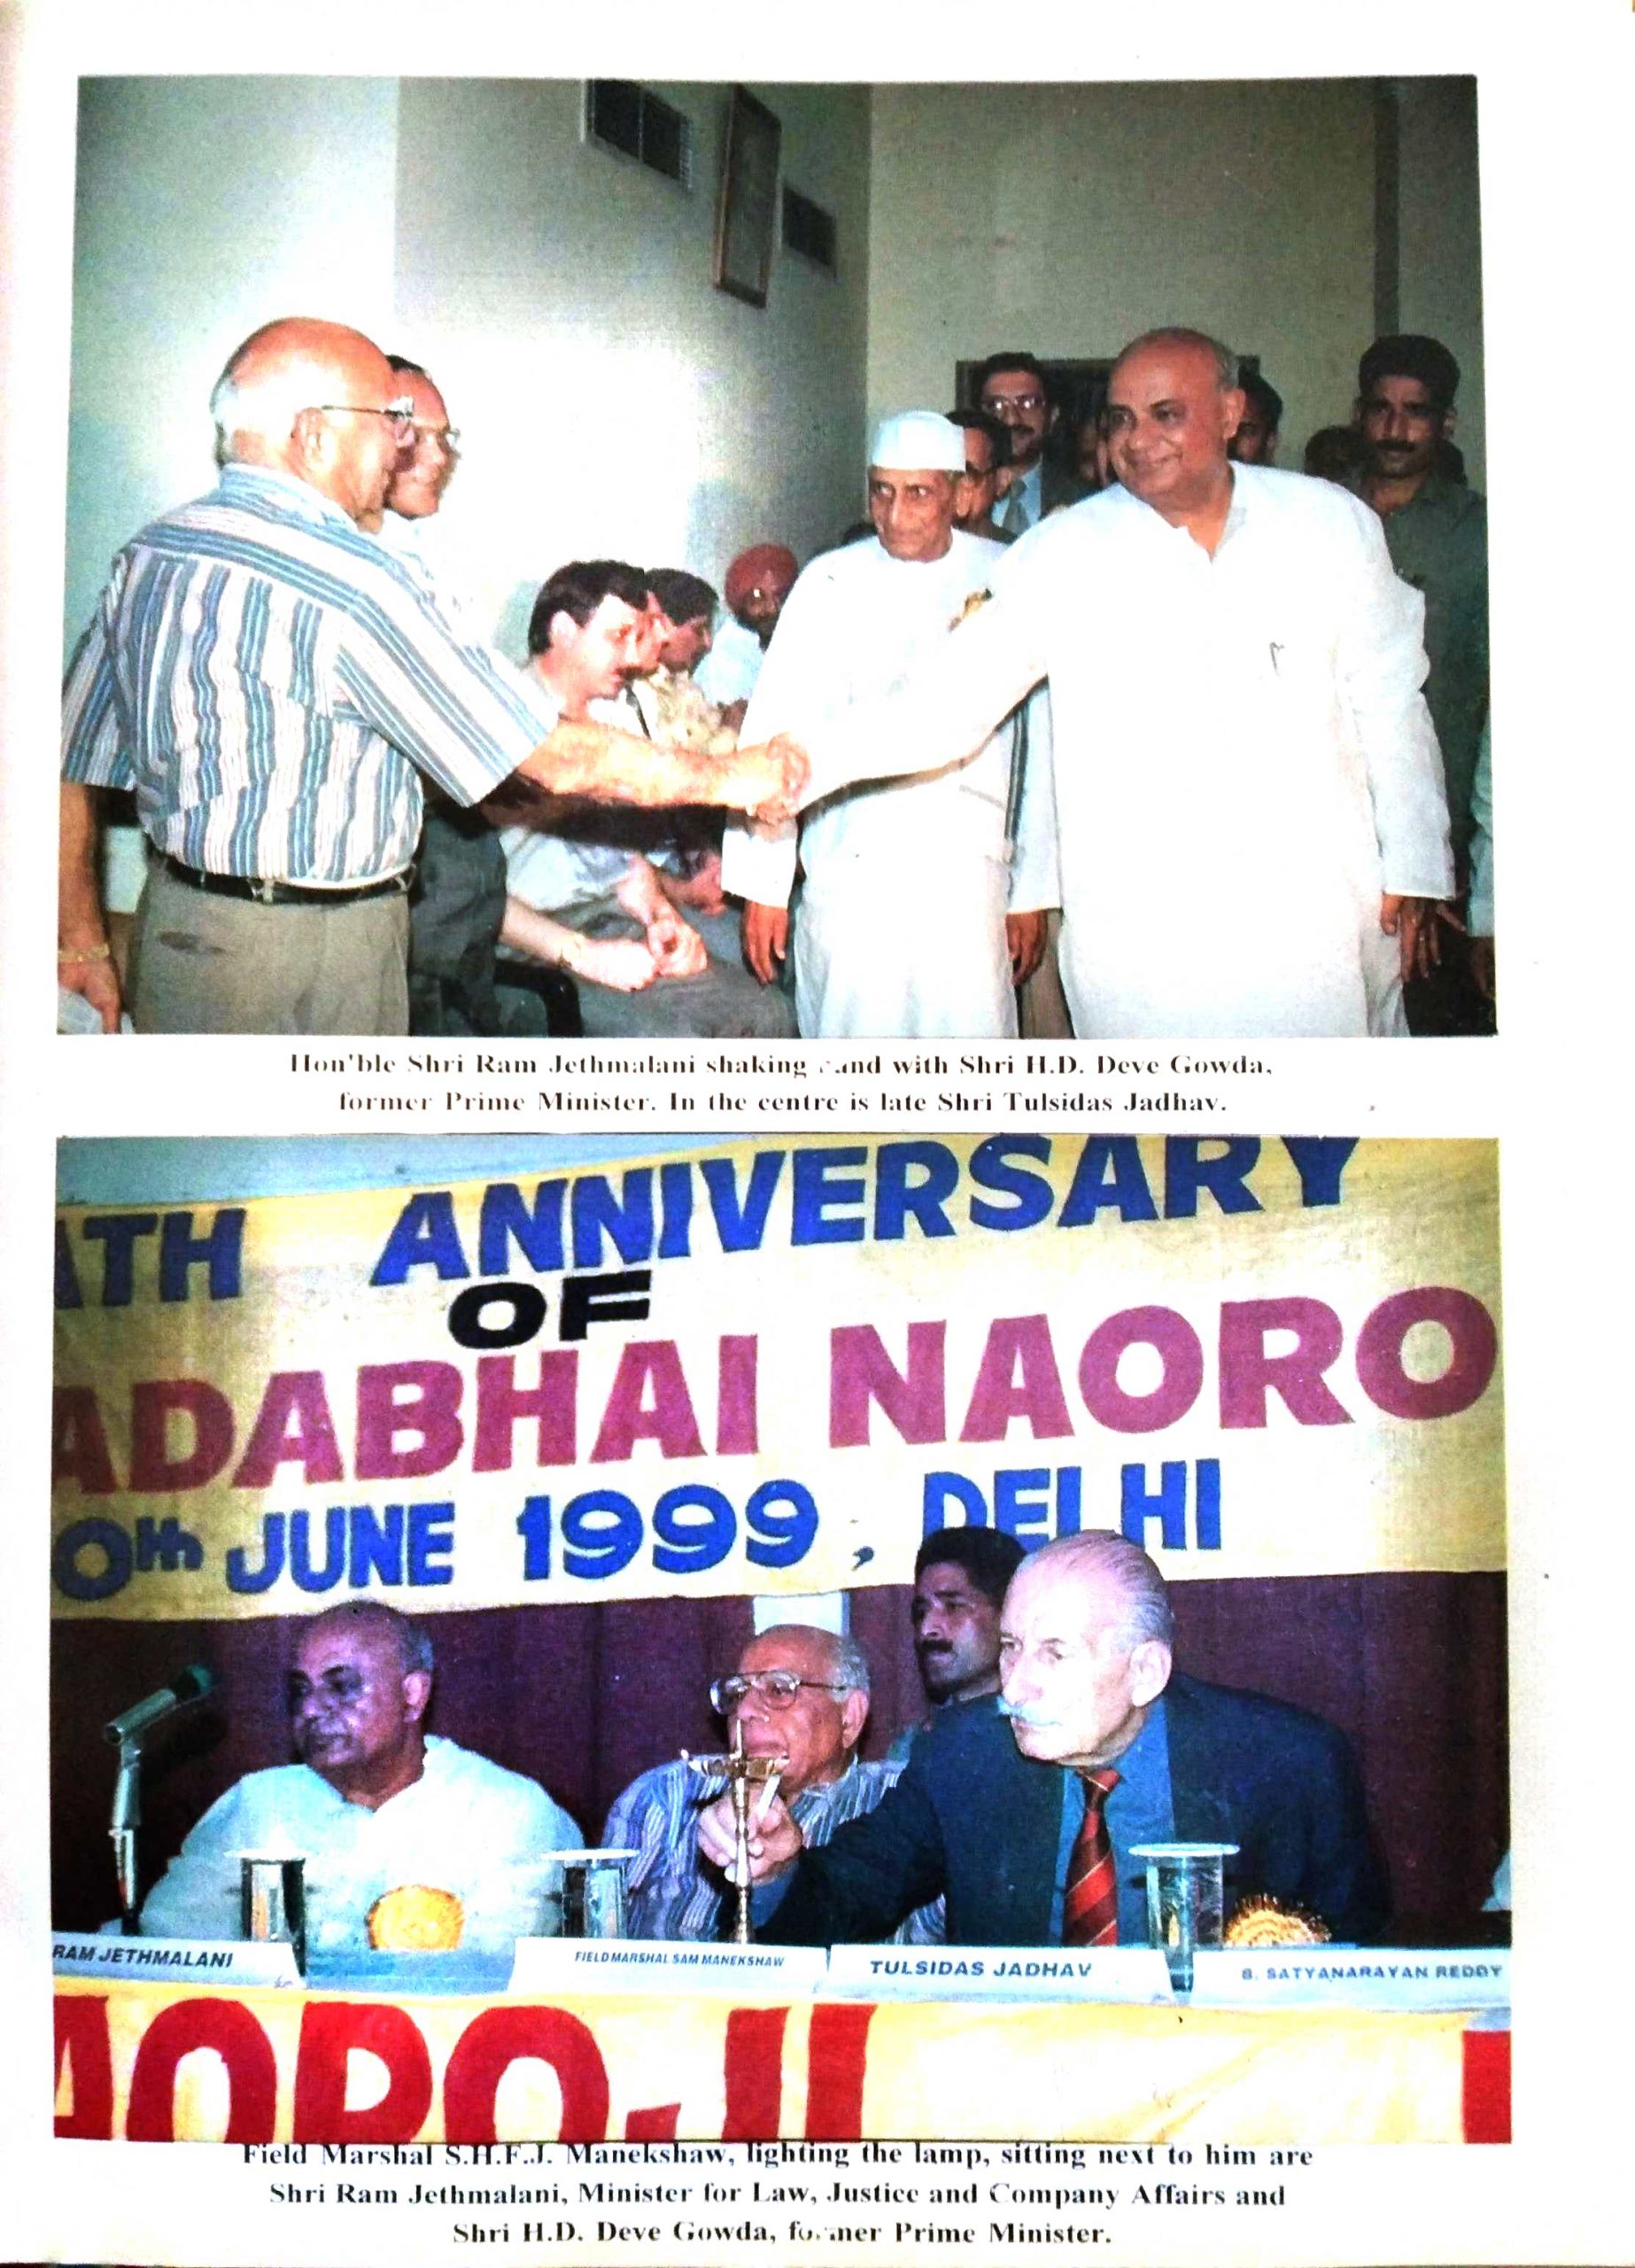 Hon'ble Shri Ram Jethmalani shaking and with Shri H.D. Deve Gowda,
former Prime Minister. In the centre is late Shri Tulsidas Jadhav.
ATH ANNIVERSARY
OF
ADABHAI NAORO
0th JUNE 1999, DELHI
RAM JETHMALANI
FIELD MARSHAL SAM MANEKSHAW
TULSIDAS JADHAV
B. SATYANARAYAN REDDY
AOROJI
Field Marshal S.H.F.J. Manekshaw, lighting the lamp, sitting next to him are
Shri Ram Jethmalani, Minister for Law, Justice and Company Affairs and
Shri H.D. Deve Gowda, former Prime Minister.